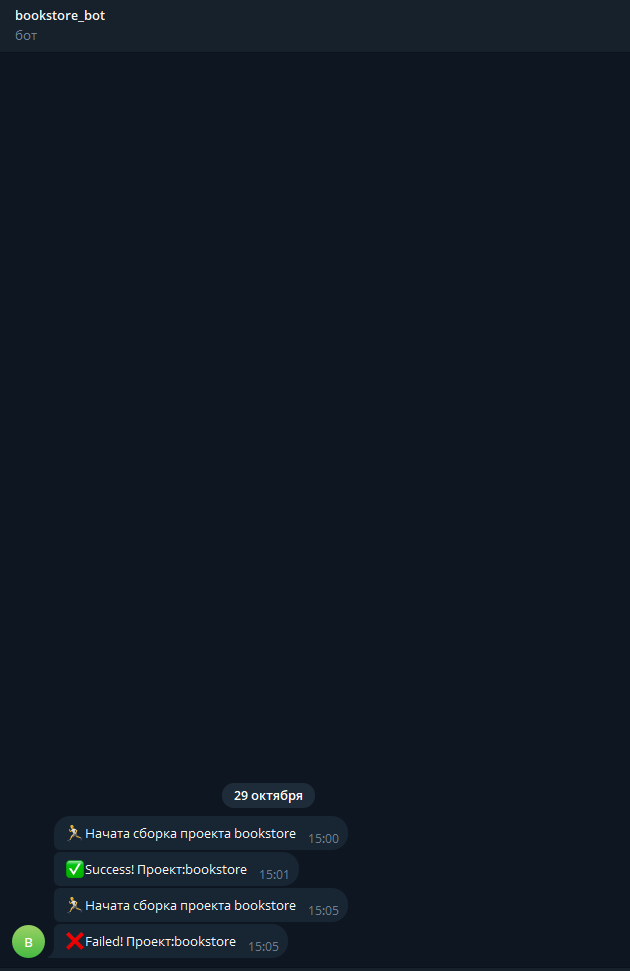 bookstore_bot
бот
29 октября
🏃Начата сборка проекта bookstore 15:00
✅Success! Проект:bookstore 15:01
🏃Начата сборка проекта bookstore 15:05
B ❌Failed! Проект:bookstore 15:05